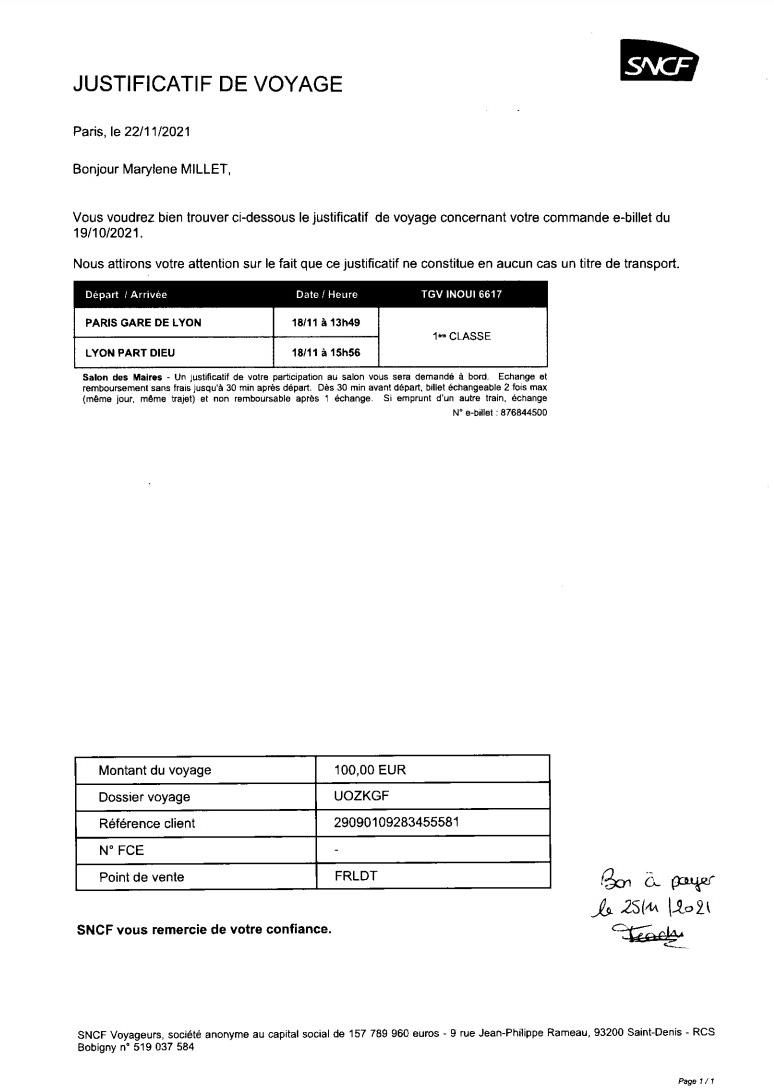 SNCF
JUSTIFICATIF DE VOYAGE
Paris, le 22/11/2021
Bonjour Marylene MILLET,
Vous voudrez bien trouver ci-dessous le justificatif de voyage concernant votre commande e-billet du
19/10/2021.
Nous attirons votre attention sur le fait que ce justificatif ne constitue en aucun cas un titre de transport.
Départ / Arrivée Date / Heure TGV INOUI 6617
PARIS GARE DE LYON 18/11 à 13h49
1ère CLASSE
LYON PART DIEU 18/11 à 15h56
Salon des Maires - Un justificatif de votre participation au salon vous sera demandé à bord. Echange et
remboursement sans frais jusqu'à 30 min après départ. Dès 30 min avant départ, billet échangeable 2 fois max
(même jour, même trajet) et non remboursable après 1 échange. Si emprunt d'un autre train, échange
N° e-billet : 876844500
Montant du voyage 100,00 EUR
Dossier voyage UOZKGF
Référence client 29090109283455581
N° FCE -
Point de vente FRLDT
Bon à payer
le 25/11/2021
SNCF vous remercie de votre confiance.
SNCF Voyageurs, société anonyme au capital social de 157 789 960 euros - 9 rue Jean-Philippe Rameau, 93200 Saint-Denis - RCS
Bobigny n° 519 037 584
Page 1 / 1